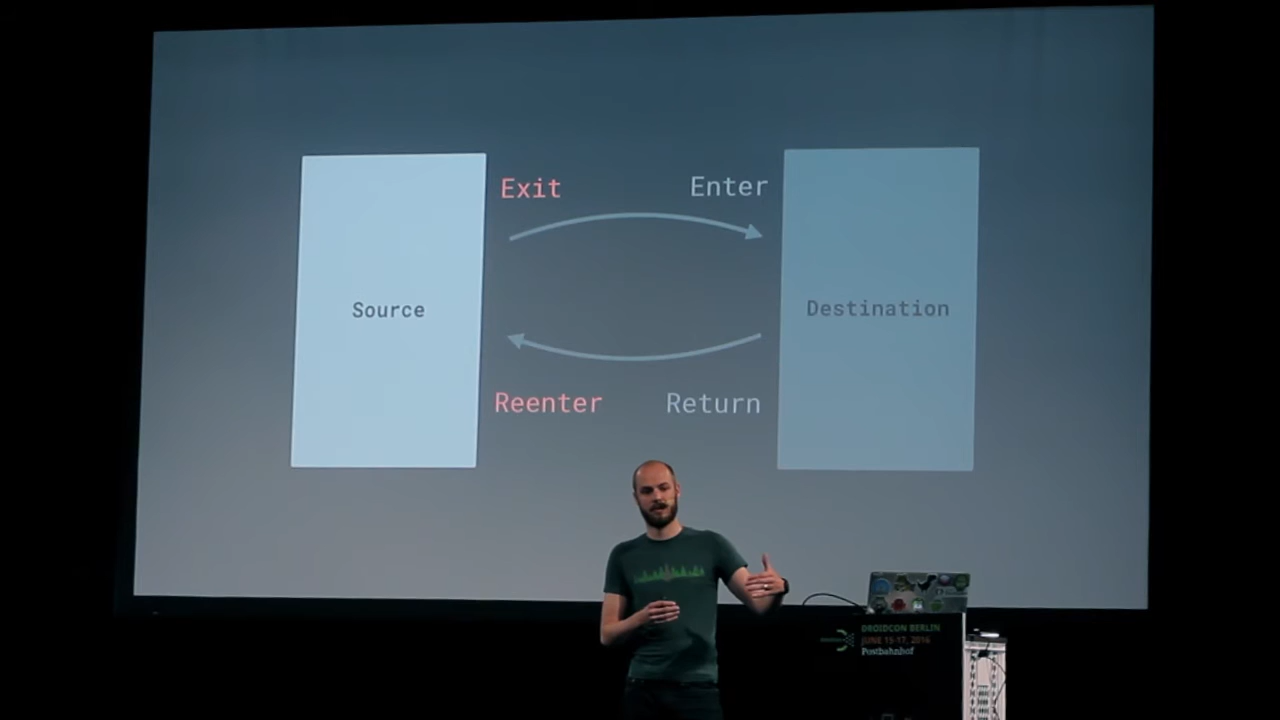 Exit
Enter
Source
Destination
Reenter
Return
DROIDCON BERLIN
JUNE 15-17, 2016
Postbahnhof